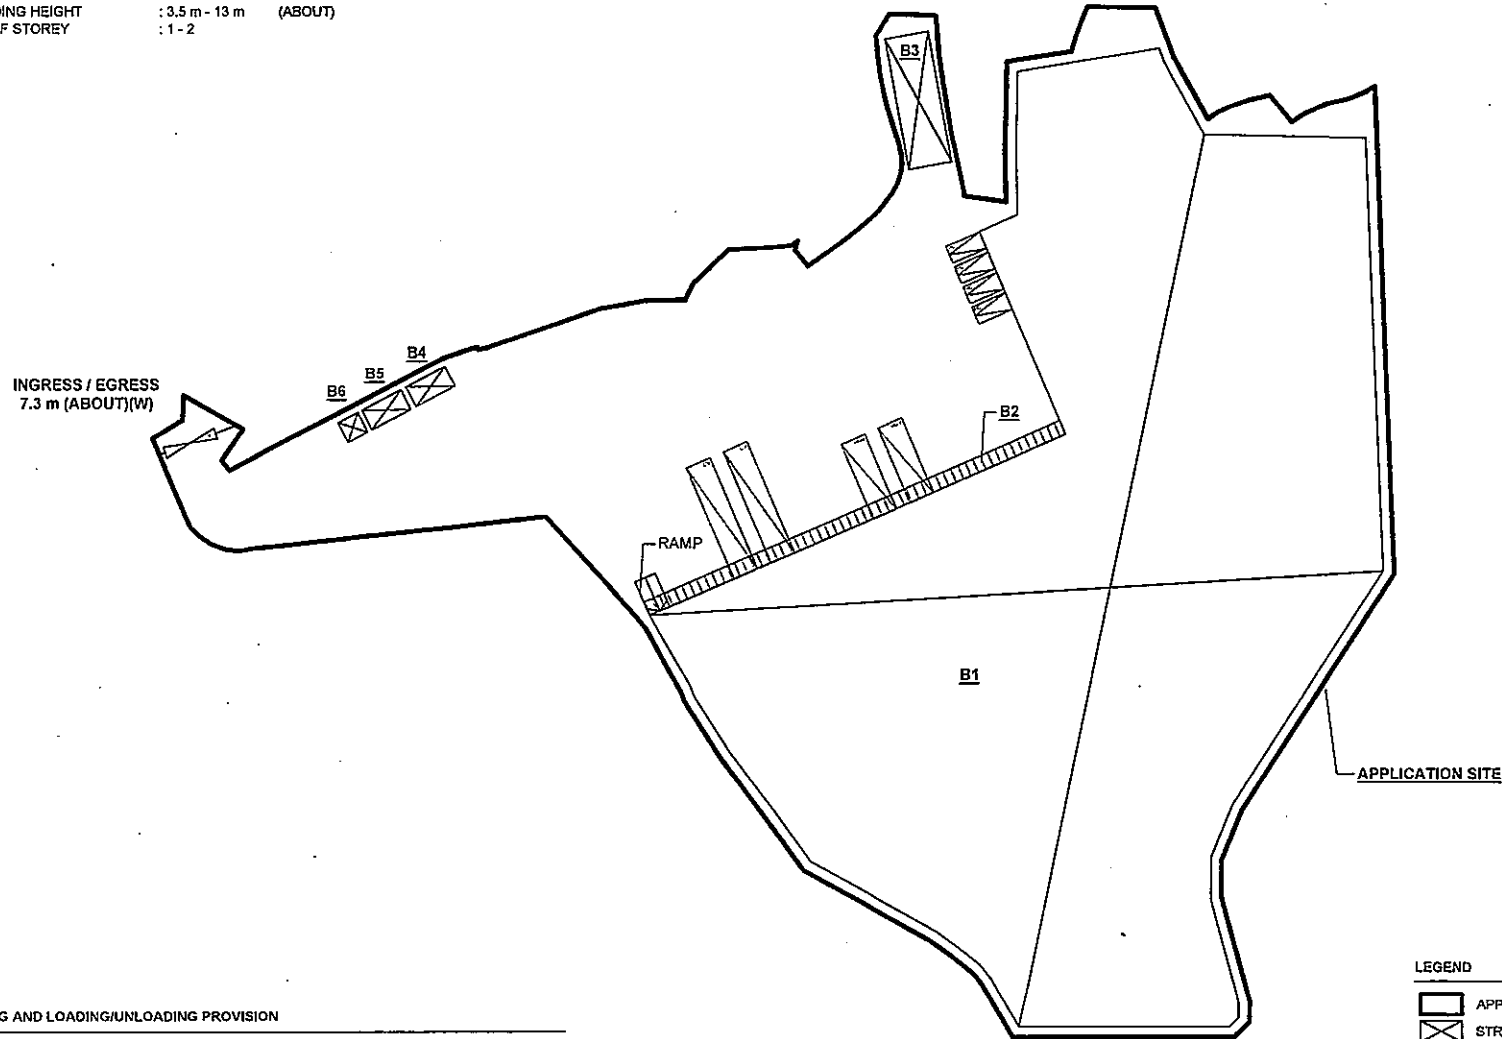 ING HEIGHT : 3.5 m - 13 m (ABOUT)
F STOREY : 1 - 2
B3
B4
B5
B6
INGRESS / EGRESS
7.3 m (ABOUT)(W)
B2
RAMP
B1
APPLICATION SITE
LEGEND
APP
STR
G AND LOADING/UNLOADING PROVISION